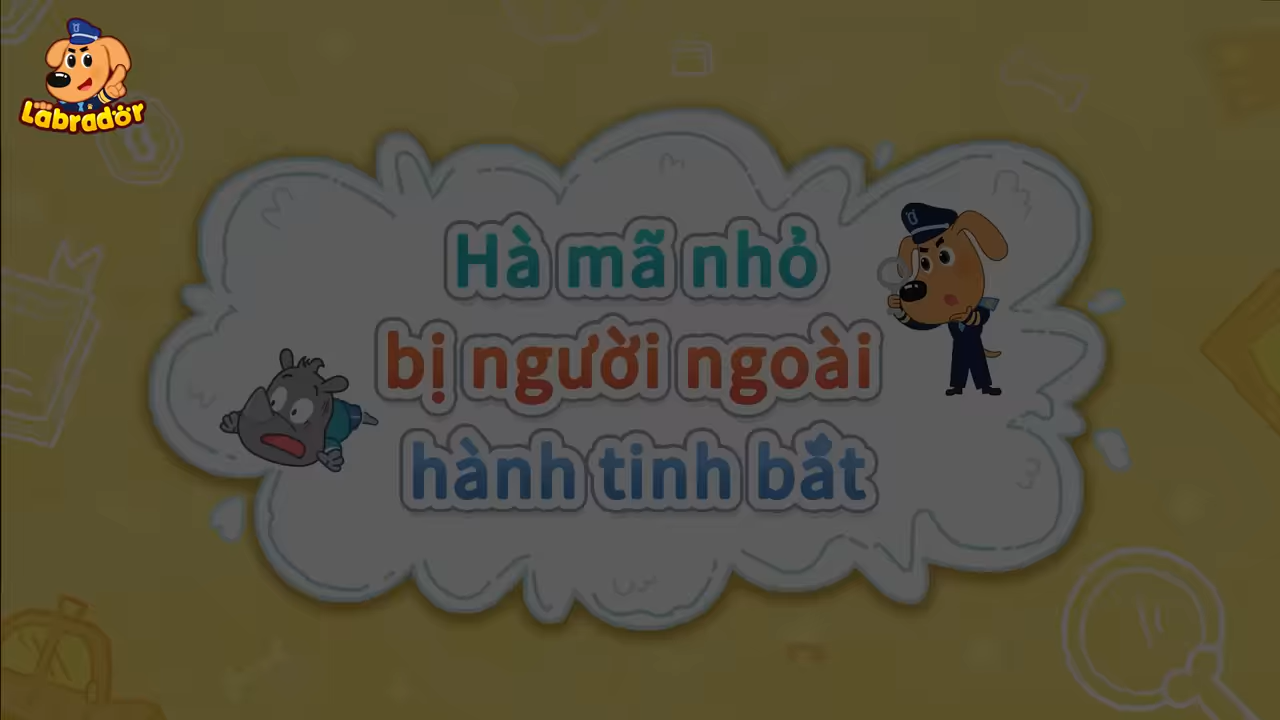 Labrador
Hà mã nhỏ
bị người ngoài
hành tinh bắt